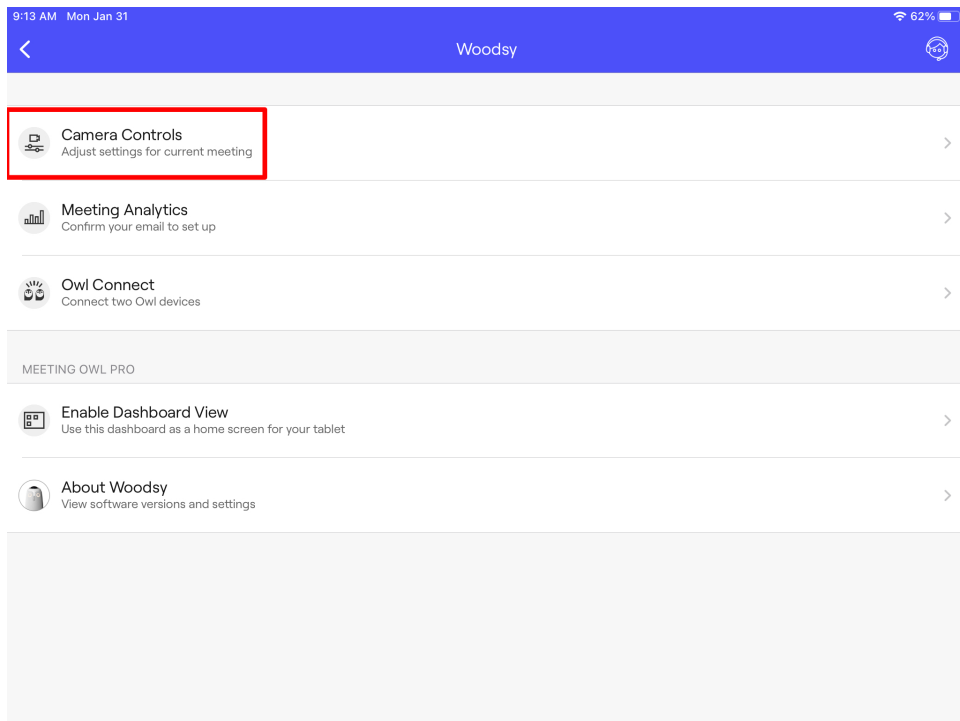 9:13 AM Mon Jan 31 62%
Woodsy
Camera Controls
Adjust settings for current meeting
Meeting Analytics
Confirm your email to set up
Owl Connect
Connect two Owl devices
MEETING OWL PRO
Enable Dashboard View
Use this dashboard as a home screen for your tablet
About Woodsy
View software versions and settings